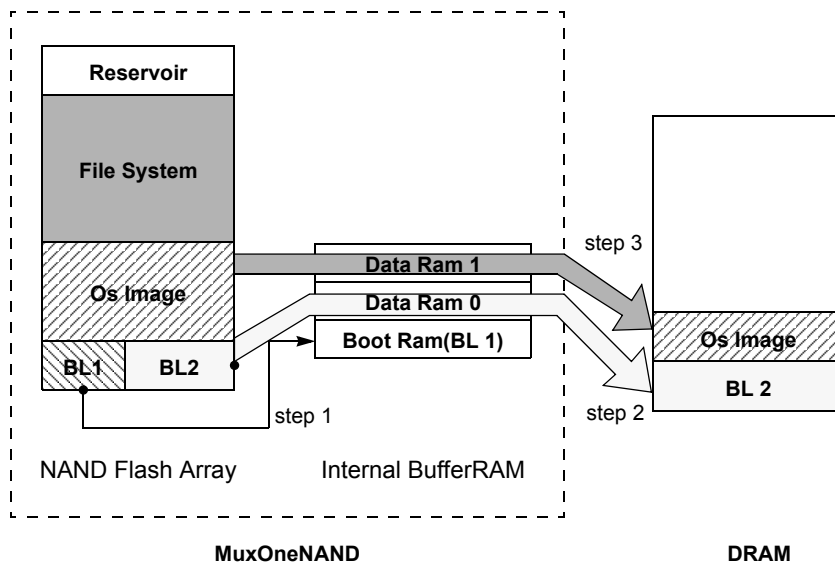 Reservoir
File System
step 3
Data Ram 1
Os Image
Data Ram 0
Boot Ram(BL 1)
Os Image
BL1
BL2
BL 2
step 1
step 2
NAND Flash Array
Internal BufferRAM
MuxOneNAND
DRAM